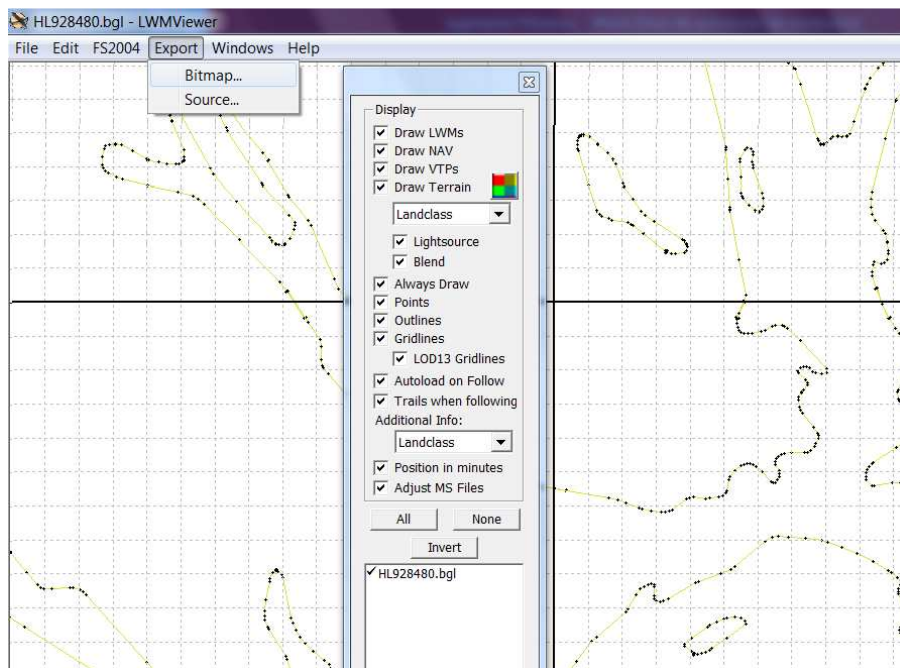 HL928480.bgl - LWMViewer
File Edit FS2004 Export Windows Help
Bitmap...
Source...
Display
Draw LWMs
Draw NAV
Draw VTPs
Draw Terrain
Landclass
Lightsource
Blend
Always Draw
Points
Outlines
Gridlines
LOD13 Gridlines
Autoload on Follow
Trails when following
Additional Info:
Landclass
Position in minutes
Adjust MS Files
All None
Invert
HL928480.bgl